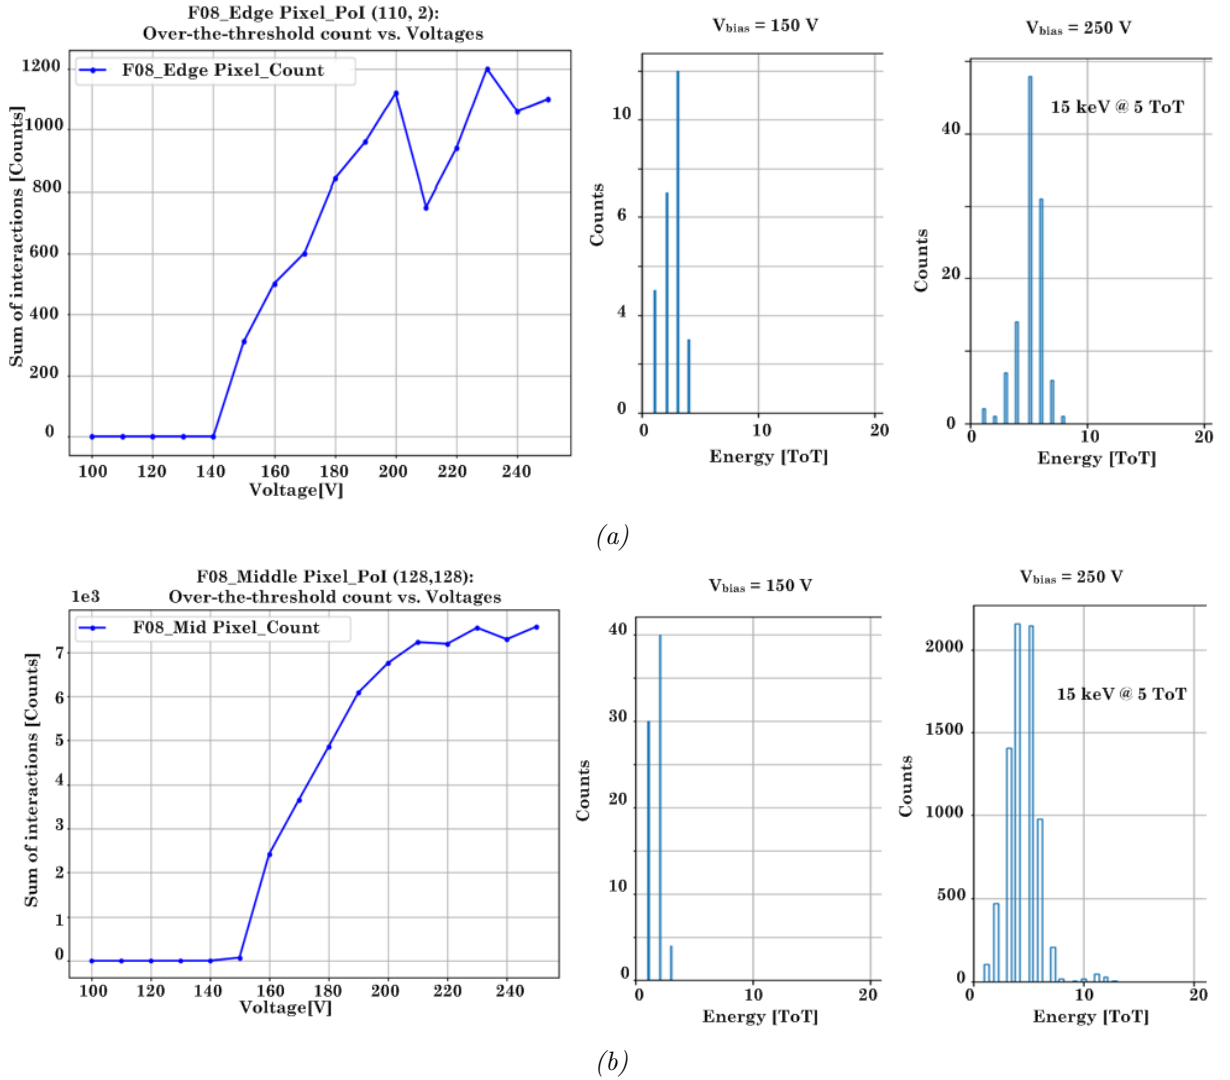 F08_Edge Pixel_PoI (110, 2):
Over-the-threshold count vs. Voltages
F08_Edge Pixel_Count
Sum of interactions [Counts]
1200
1000
800
600
400
200
0
100 120 140 160 180 200 220 240
Voltage[V]
Vbias = 150 V
Counts
10
6
4
0
0 10 20
Energy [ToT]
Vbias = 250 V
15 keV @ 5 ToT
Counts
40
20
0
0 10 20
Energy [ToT]
(a)
F08_Middle Pixel_PoI (128,128):
1e3 Over-the-threshold count vs. Voltages
F08_Mid Pixel_Count
Sum of interactions [Counts]
7
6
5
4
3
2
1
0
100 120 140 160 180 200 220 240
Voltage[V]
Vbias = 150 V
Counts
40
30
20
10
0
0 10 20
Energy [ToT]
Vbias = 250 V
15 keV @ 5 ToT
Counts
2000
1500
1000
500
0
0 10 20
Energy [ToT]
(b)